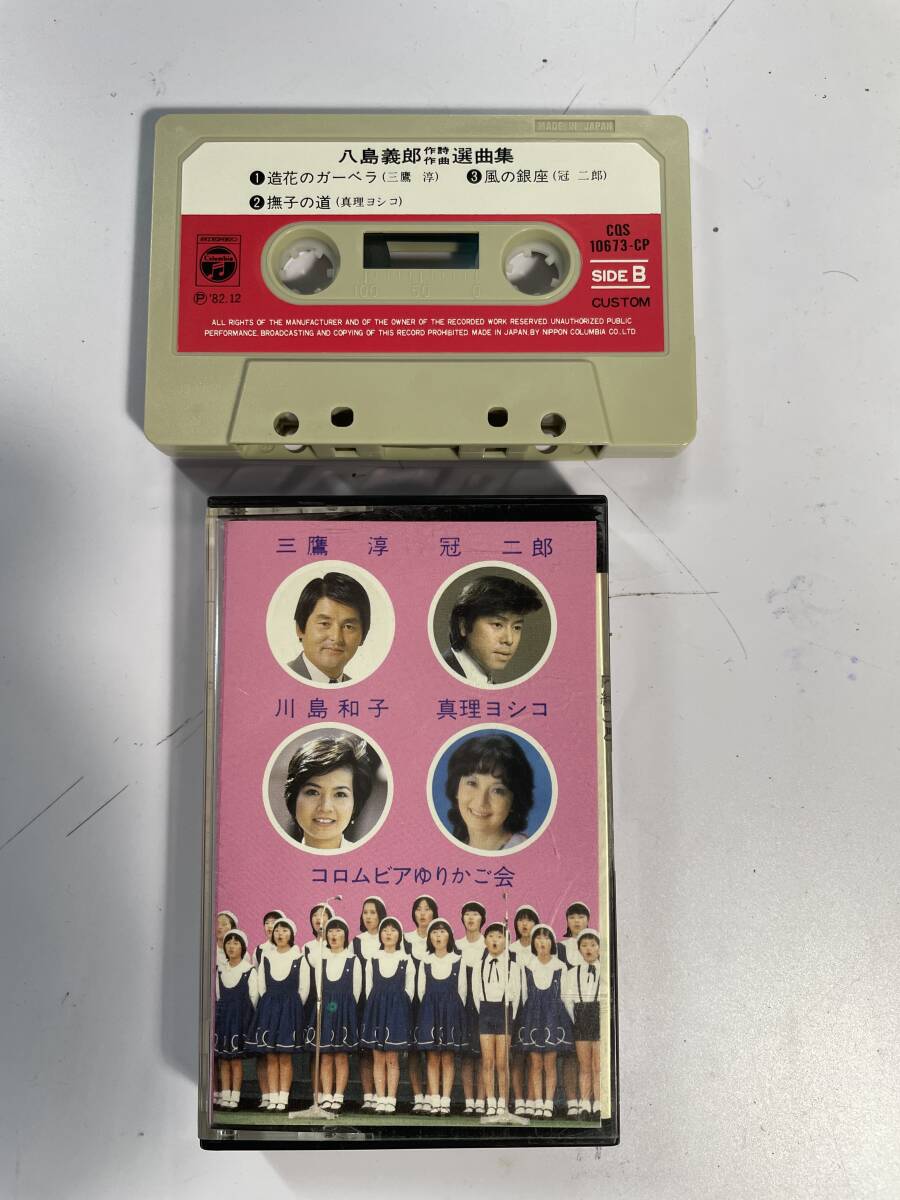 MADE IN JAPAN
八島義郎 作詩作曲 選曲集
❶造花のガーベラ(三鷹 淳) ❸風の銀座(冠 二郎)
❷撫子の道(真理ヨシコ)
STEREO
Columbia
Ⓟ'82.12
CQS
10673-CP
SIDE B
CUSTOM
100 50 0
ALL RIGHTS OF THE MANUFACTURER AND OF THE OWNER OF THE RECORDED WORK RESERVED. UNAUTHORIZED PUBLIC
PERFORMANCE, BROADCASTING AND COPYING OF THIS RECORD PROHIBITED. MADE IN JAPAN. BY NIPPON COLUMBIA CO., LTD.
三鷹 淳 冠 二郎
川島和子 真理ヨシコ
コロムビアゆりかご会